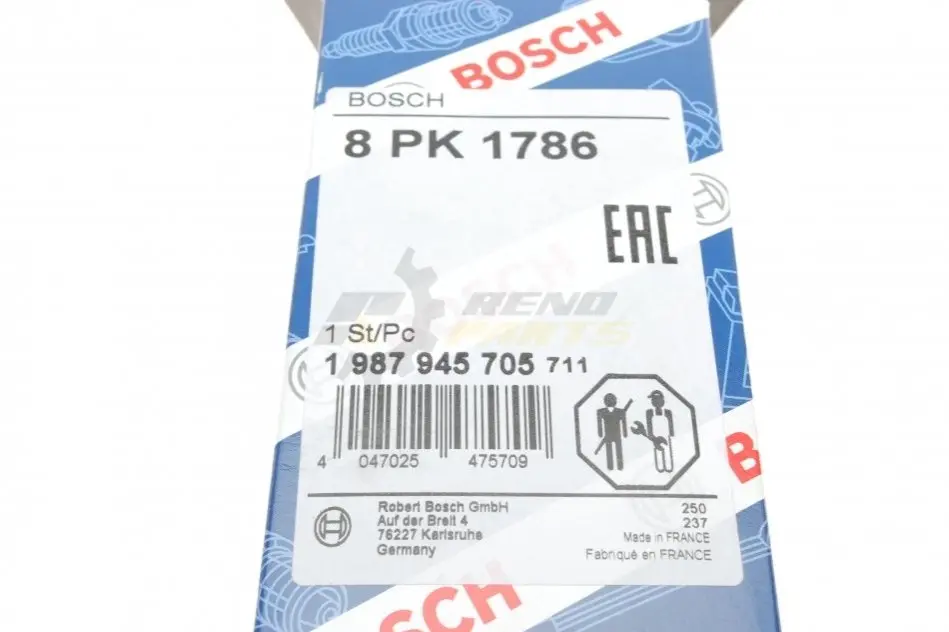 BOSCH
BOSCH
8 PK 1786
EAC
BOSCH
RENO
PARTS
1 St/Pc
1 987 945 705 711
4 047025 475709
Robert Bosch GmbH
Auf der Breit 4
76227 Karlsruhe
Germany
250
237
Made in FRANCE
Fabriqué en FRANCE
B
SCH